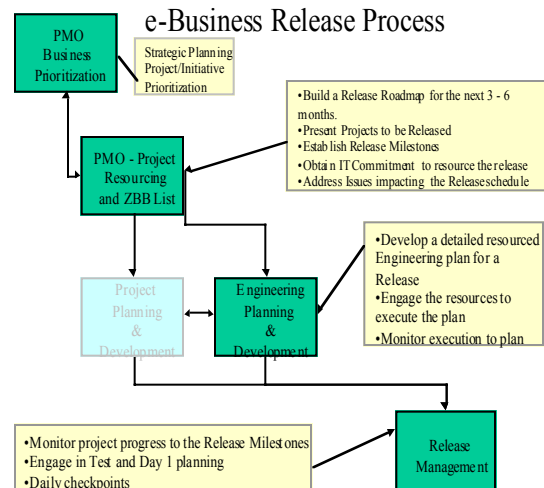 e-Business Release Process
PMO
Business
Prioritization
Strategic Planning
Project/Initiative
Prioritization
•Build a Release Roadmap for the next 3 - 6
months.
•Present Projects to be Released
•Establish Release Milestones
•Obtain IT Commitment to resource the release
•Address Issues impacting the Release schedule
PMO - Project
Resourcing
and ZBB List
•Develop a detailed resourced
Engineering plan for a
Release
•Engage the resources to
execute the plan
•Monitor execution to plan
Project
Planning
&
Development
Engineering
Planning
&
Development
•Monitor project progress to the Release Milestones
•Engage in Test and Day 1 planning
•Daily checkpoints
Release
Management